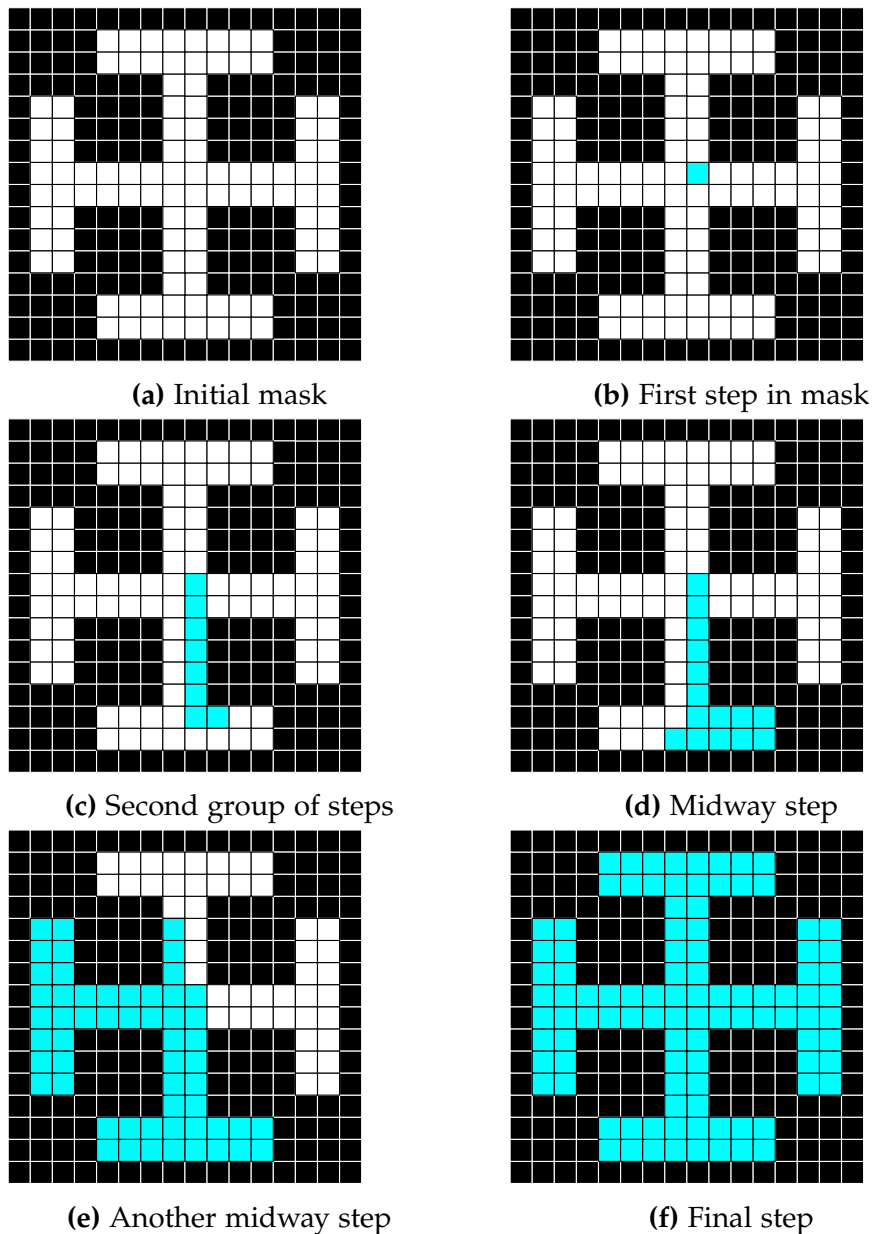 (a) Initial mask
(b) First step in mask
(c) Second group of steps
(d) Midway step
(e) Another midway step
(f) Final step